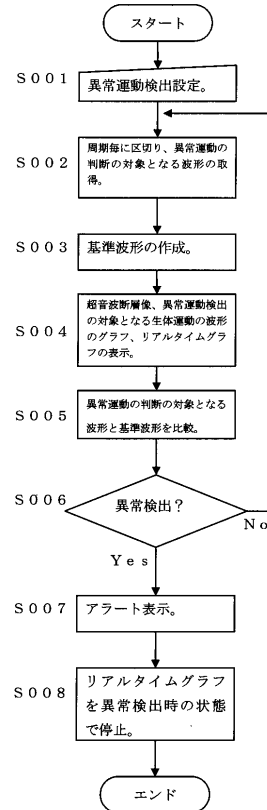 スタート
S001
異常運動検出設定。
S002
周期毎に区切り、異常運動の
判断の対象となる波形の取
得。
S003
基準波形の作成。
S004
超音波断層像、異常運動検出
の対象となる生体運動の波形
のグラフ、リアルタイムグラ
フの表示。
S005
異常運動の判断の対象となる
波形と基準波形を比較。
S006
異常検出？
No
Yes
S007
アラート表示。
S008
リアルタイムグラフ
を異常検出時の状態
で停止。
エンド